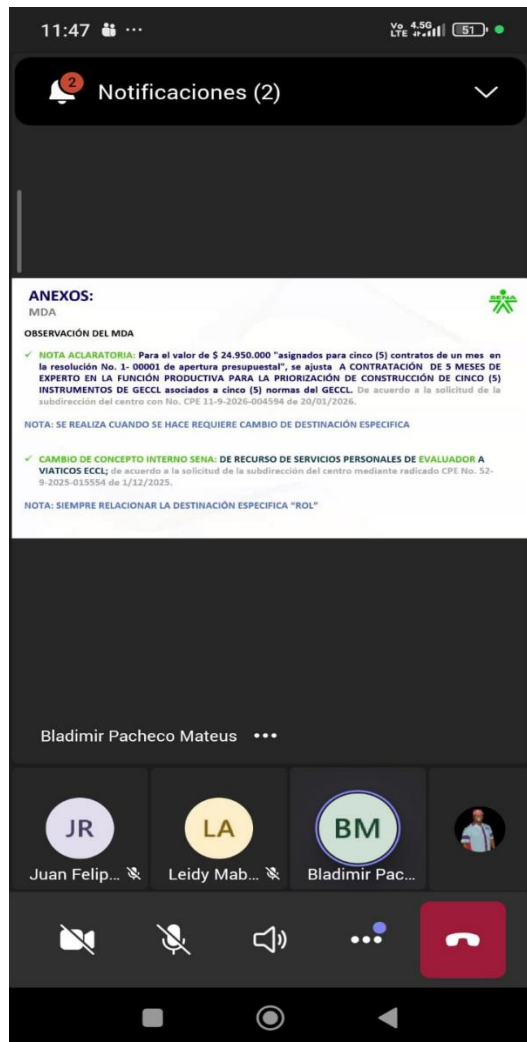 11:47 ...
Vo LTE 4.5G 51
2
Notificaciones (2)
ANEXOS:
MDA
SENA
OBSERVACIÓN DEL MDA
✓ NOTA ACLARATORIA: Para el valor de $ 24.950.000 "asignados para cinco (5) contratos de un mes en
la resolución No. 1- 00001 de apertura presupuestal", se ajusta A CONTRATACIÓN DE 5 MESES DE
EXPERTO EN LA FUNCIÓN PRODUCTIVA PARA LA PRIORIZACIÓN DE CONSTRUCCIÓN DE CINCO (5)
INSTRUMENTOS DE GECCL asociados a cinco (5) normas del GECCL. De acuerdo a la solicitud de la
subdirección del centro con No. CPE 11-9-2026-004594 de 20/01/2026.
NOTA: SE REALIZA CUANDO SE HACE REQUIERE CAMBIO DE DESTINACIÓN ESPECIFICA
✓ CAMBIO DE CONCEPTO INTERNO SENA: DE RECURSO DE SERVICIOS PERSONALES DE EVALUADOR A
VIATICOS ECCL; de acuerdo a la solicitud de la subdirección del centro mediante radicado CPE No. 52-
9-2025-015554 de 1/12/2025.
NOTA: SIEMPRE RELACIONAR LA DESTINACIÓN ESPECIFICA "ROL"
Bladimir Pacheco Mateus ...
JR
LA
BM
Juan Felip...
Leidy Mab...
Bladimir Pac...